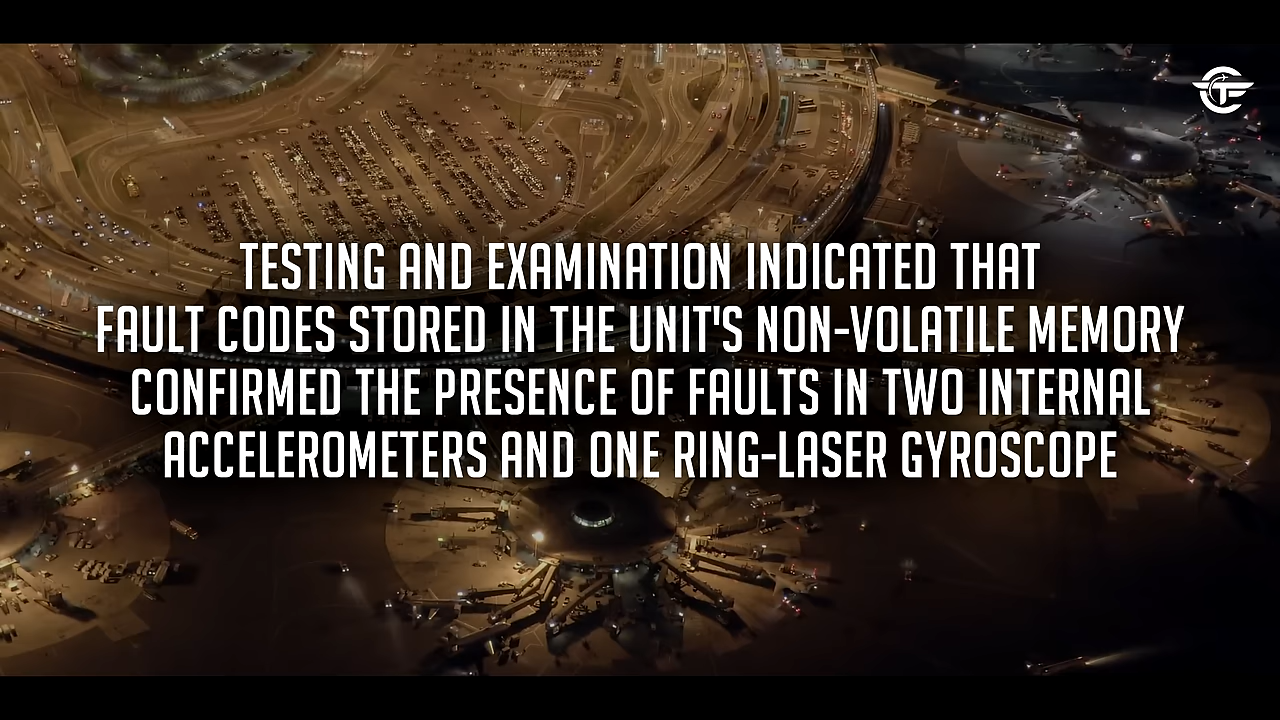 TESTING AND EXAMINATION INDICATED THAT
FAULT CODES STORED IN THE UNIT'S NON-VOLATILE MEMORY
CONFIRMED THE PRESENCE OF FAULTS IN TWO INTERNAL
ACCELEROMETERS AND ONE RING-LASER GYROSCOPE